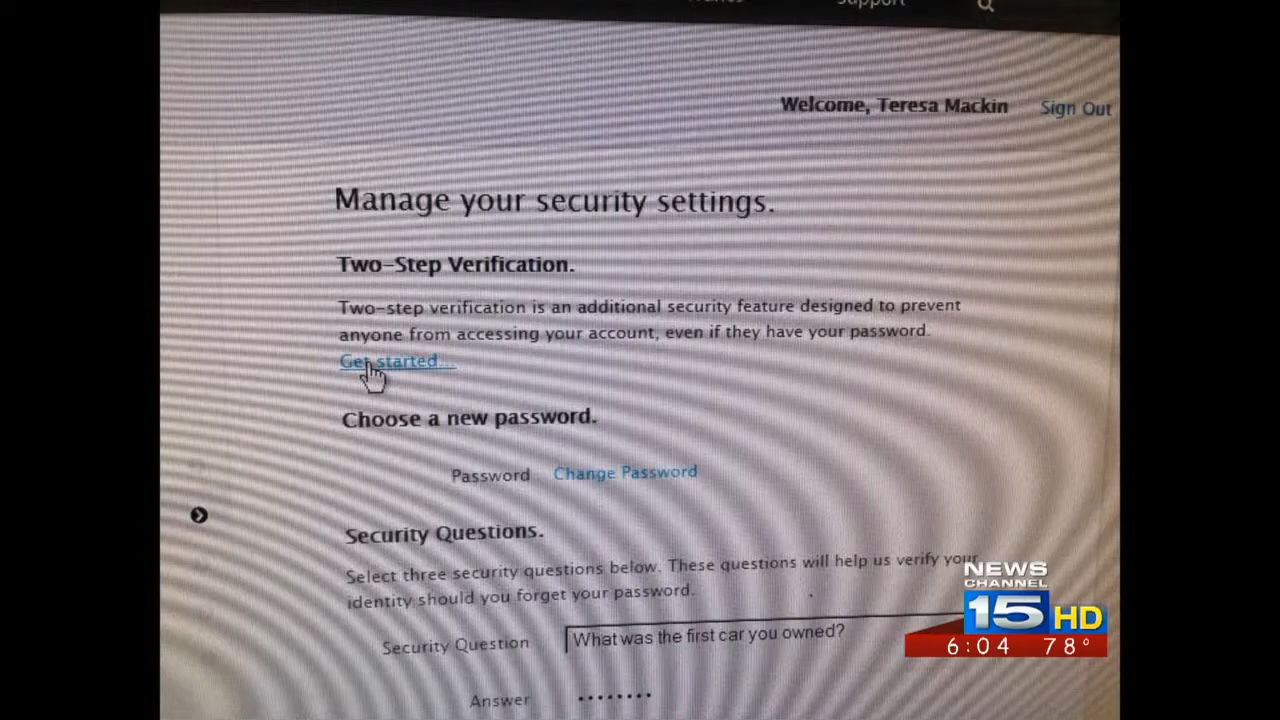 Support
Welcome, Teresa Mackin Sign Out
Manage your security settings.
Two-Step Verification.
Two-step verification is an additional security feature designed to prevent
anyone from accessing your account, even if they have your password.
Get started...
Choose a new password.
Password Change Password
Security Questions.
Select three security questions below. These questions will help us verify your
identity should you forget your password.
Security Question What was the first car you owned?
Answer ••••••••
NEWS
CHANNEL
15 HD
6:04 78°